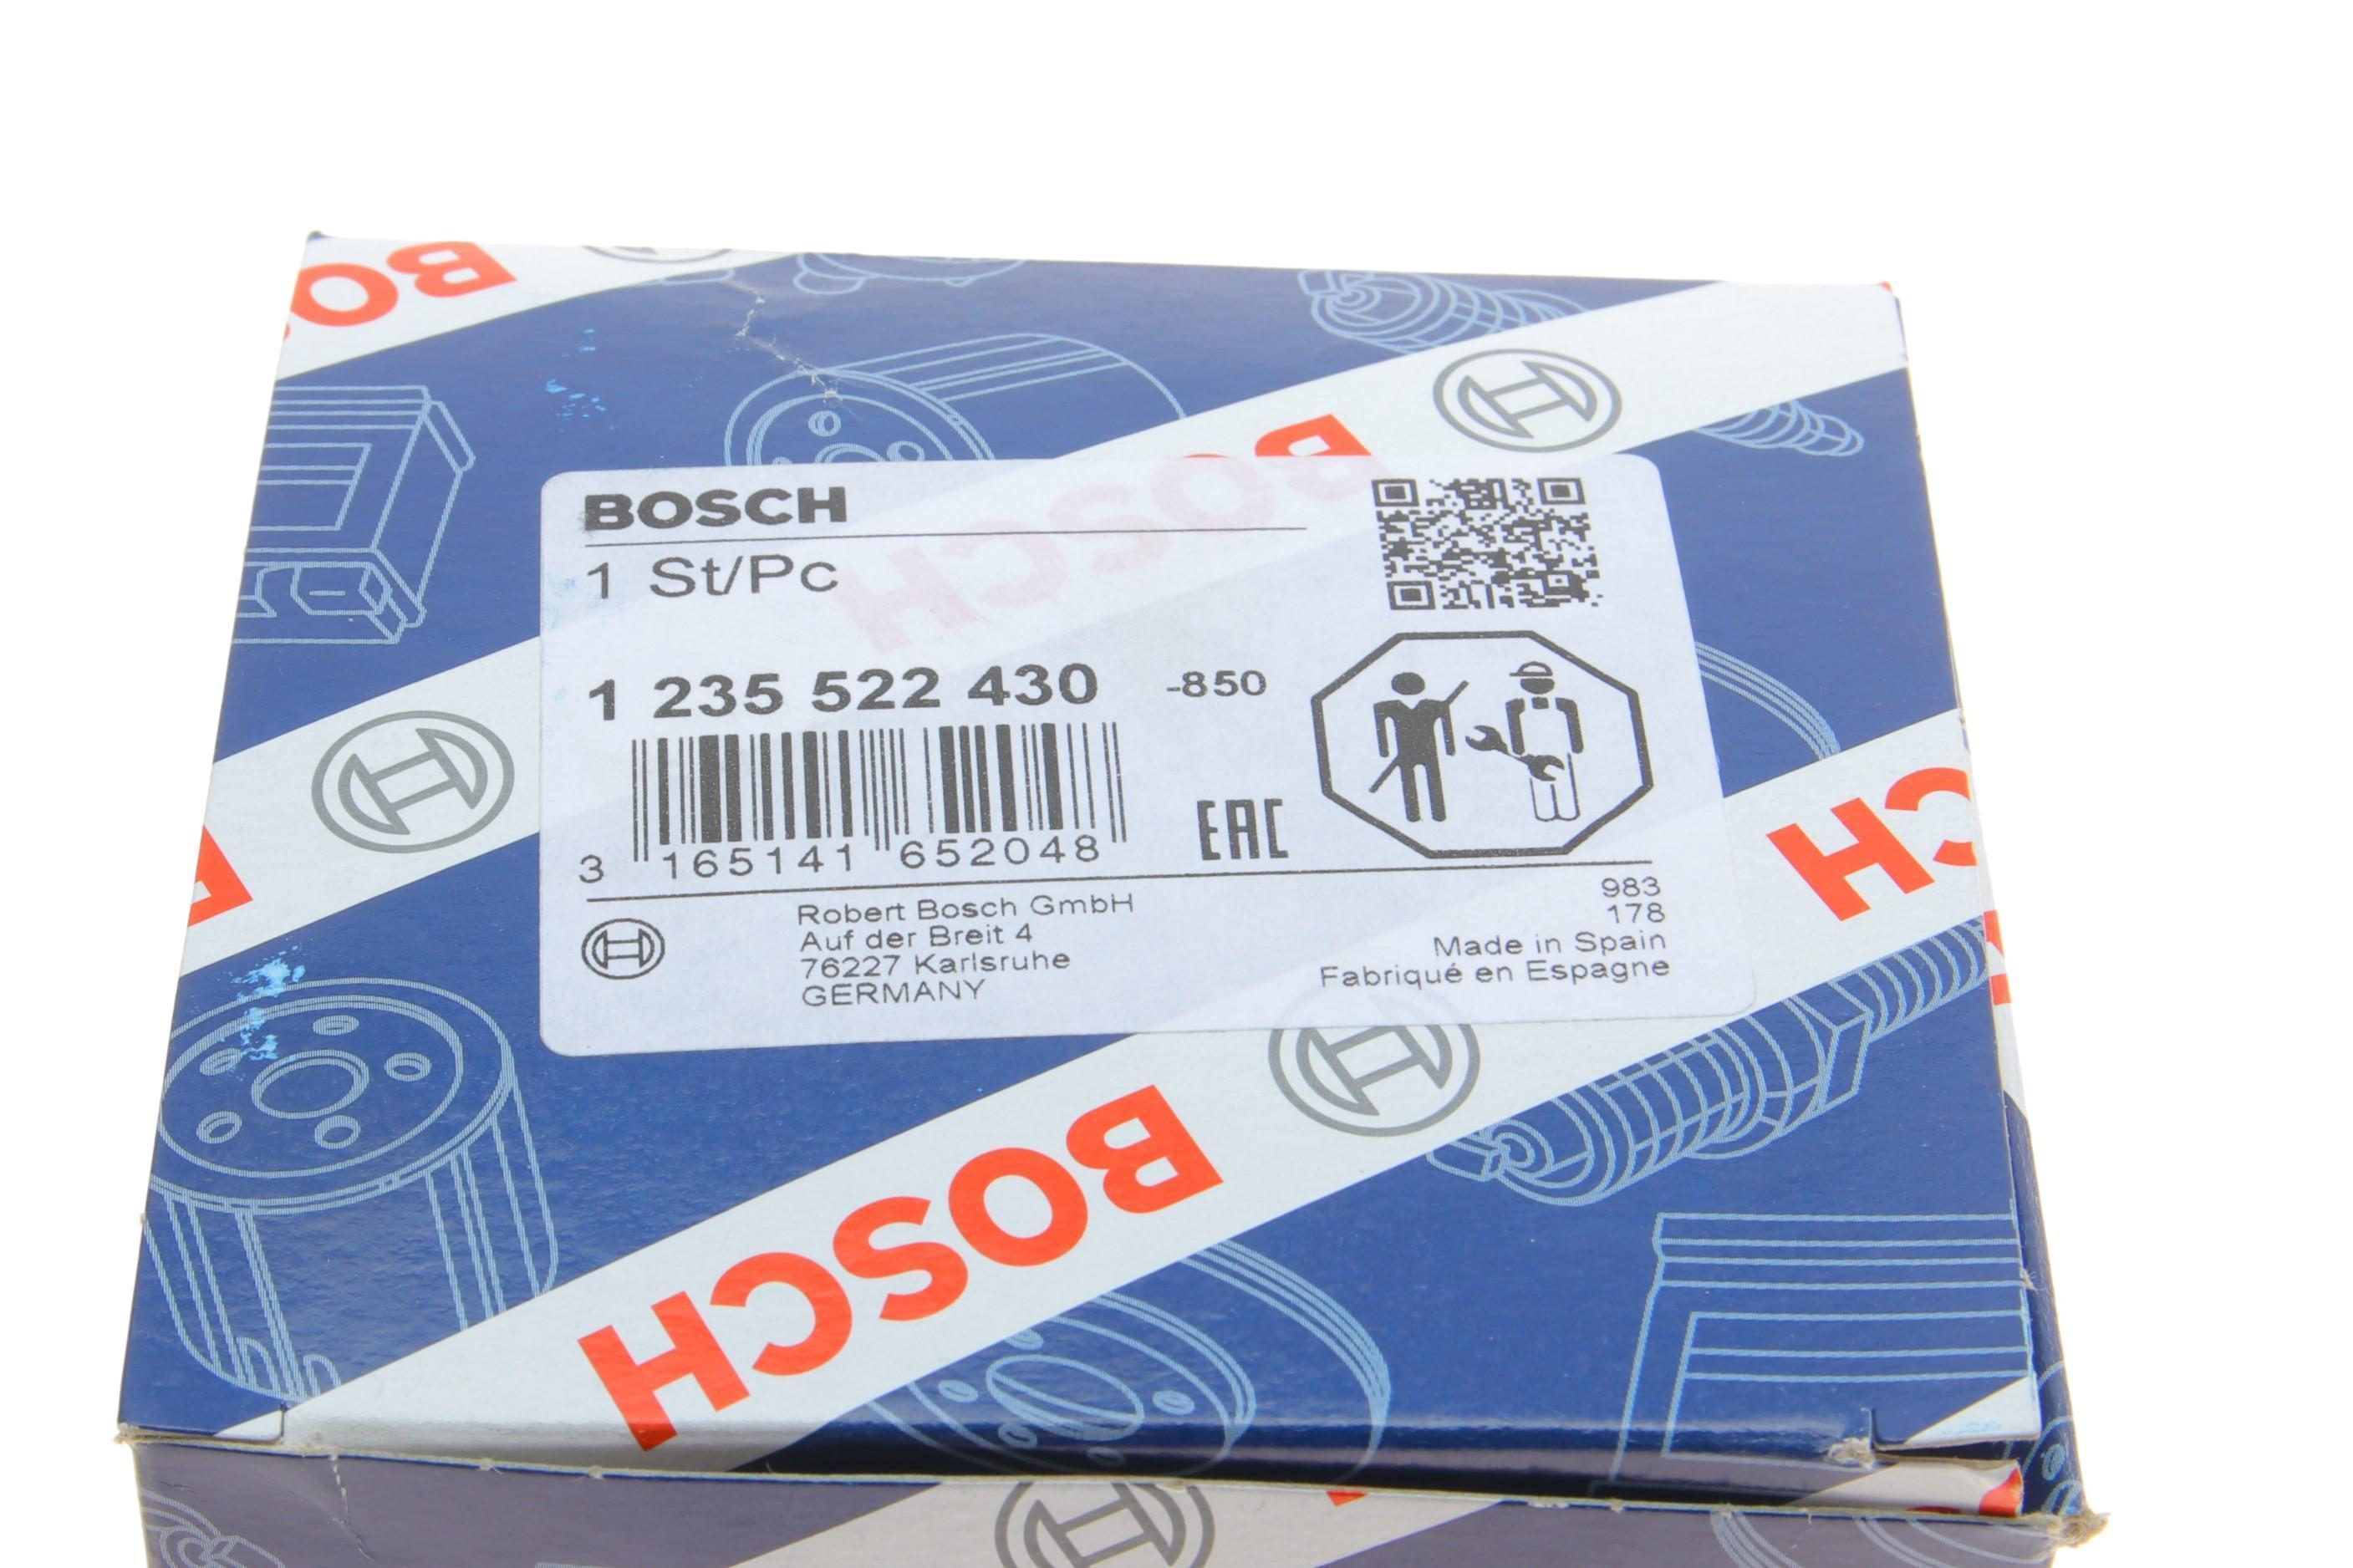 BOSCH
BOSCH
BOSCH
1 St/Pc
1 235 522 430 -850
3 165141 652048
EAC
Robert Bosch GmbH
Auf der Breit 4
76227 Karlsruhe
GERMANY
983
178
Made in Spain
Fabriqué en Espagne
BOSCH